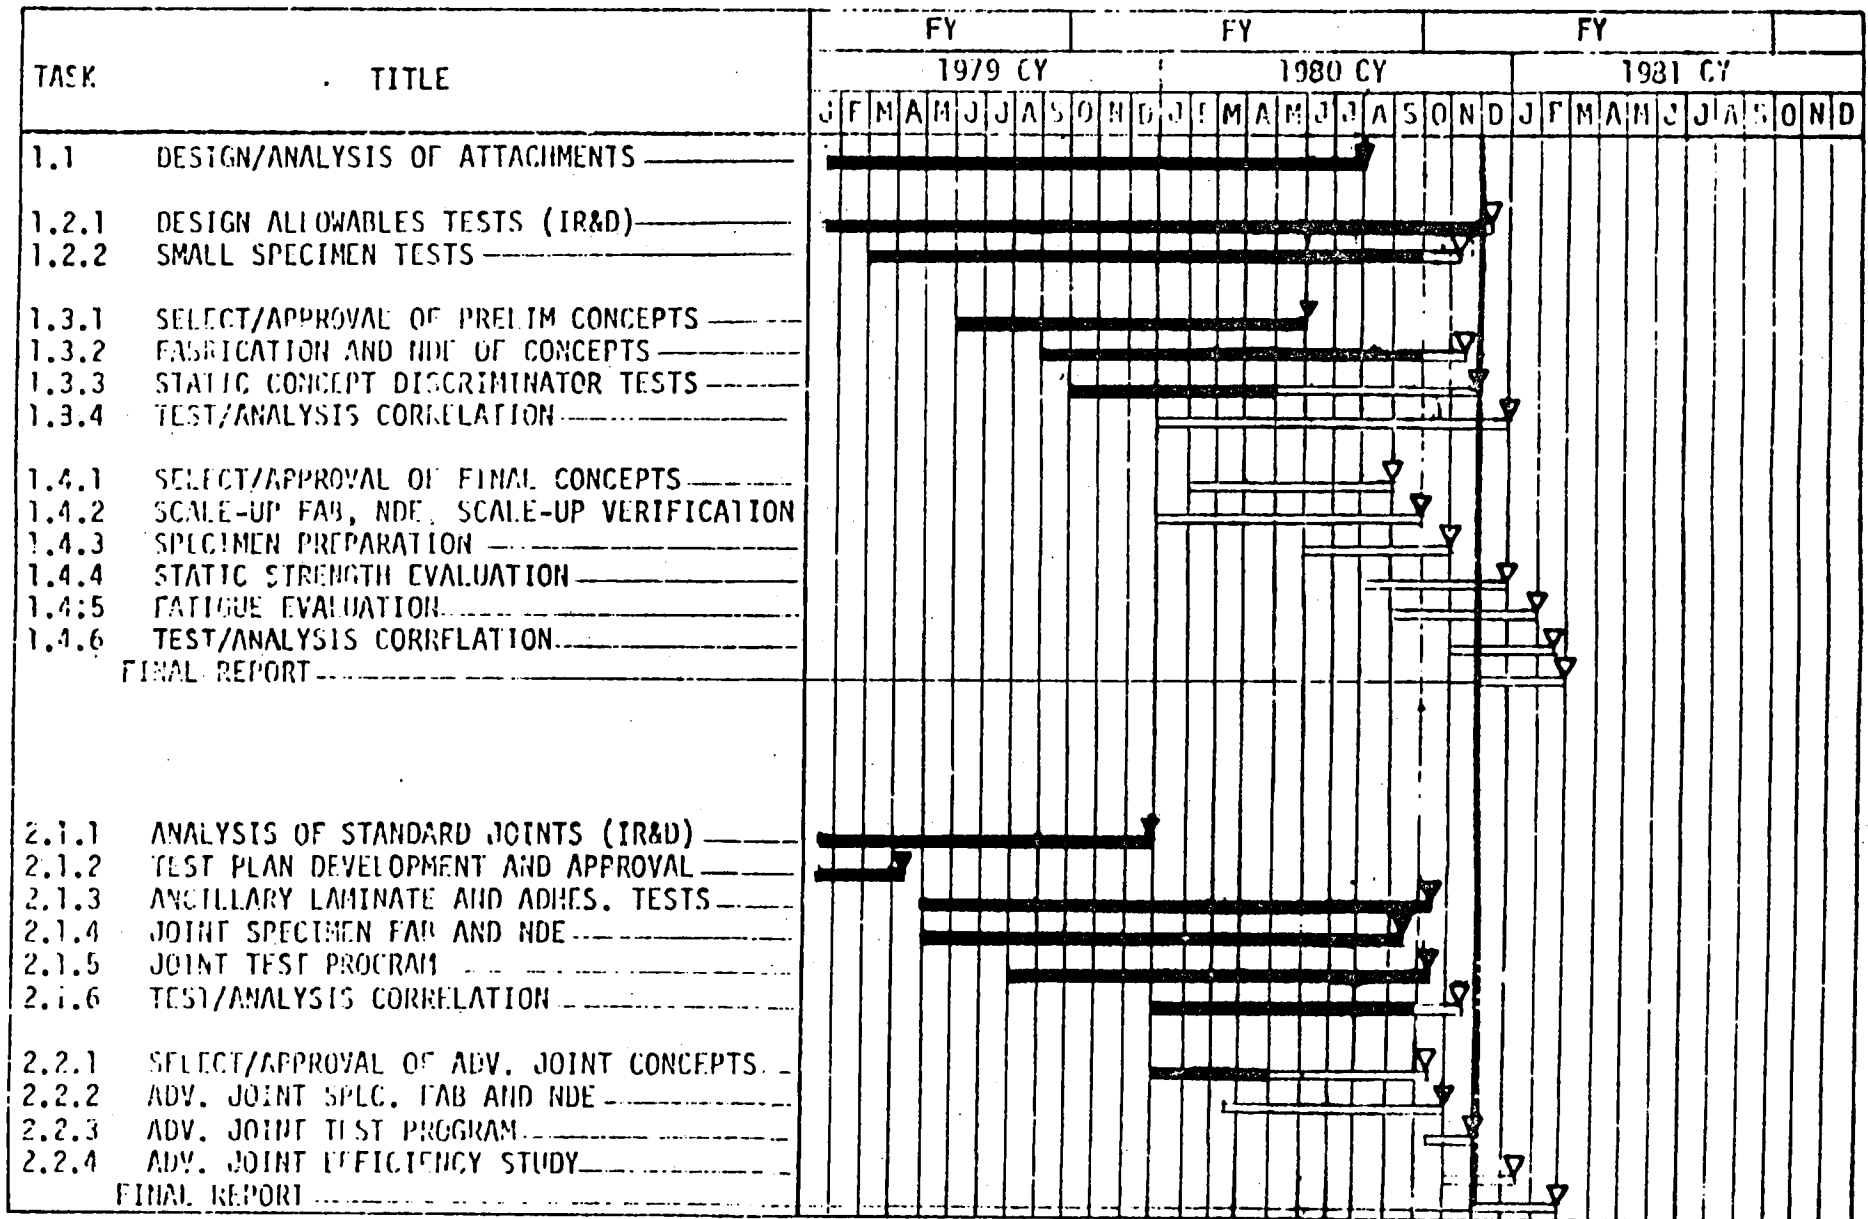 FY FY FY
TASK TITLE 1979 CY 1980 CY 1981 CY
J F M A M J J A S O N D J F M A M J J A S O N D J F M A M J J A S O N D
1.1 DESIGN/ANALYSIS OF ATTACHMENTS
1.2.1 DESIGN ALLOWABLES TESTS (IR&D)
1.2.2 SMALL SPECIMEN TESTS
1.3.1 SELECT/APPROVAL OF PRELIM CONCEPTS
1.3.2 FABRICATION AND NDE OF CONCEPTS
1.3.3 STATIC CONCEPT DISCRIMINATOR TESTS
1.3.4 TEST/ANALYSIS CORRELATION
1.4.1 SELECT/APPROVAL OF FINAL CONCEPTS
1.4.2 SCALE-UP FAB, NDE, SCALE-UP VERIFICATION
1.4.3 SPECIMEN PREPARATION
1.4.4 STATIC STRENGTH EVALUATION
1.4.5 FATIGUE EVALUATION
1.4.6 TEST/ANALYSIS CORRELATION
FINAL REPORT
2.1.1 ANALYSIS OF STANDARD JOINTS (IR&D)
2.1.2 TEST PLAN DEVELOPMENT AND APPROVAL
2.1.3 ANCILLARY LAMINATE AND ADHES. TESTS
2.1.4 JOINT SPECIMEN FAB AND NDE
2.1.5 JOINT TEST PROGRAM
2.1.6 TEST/ANALYSIS CORRELATION
2.2.1 SELECT/APPROVAL OF ADV. JOINT CONCEPTS
2.2.2 ADV. JOINT SPEC. FAB AND NDE
2.2.3 ADV. JOINT TEST PROGRAM
2.2.4 ADV. JOINT EFFICIENCY STUDY
FINAL REPORT